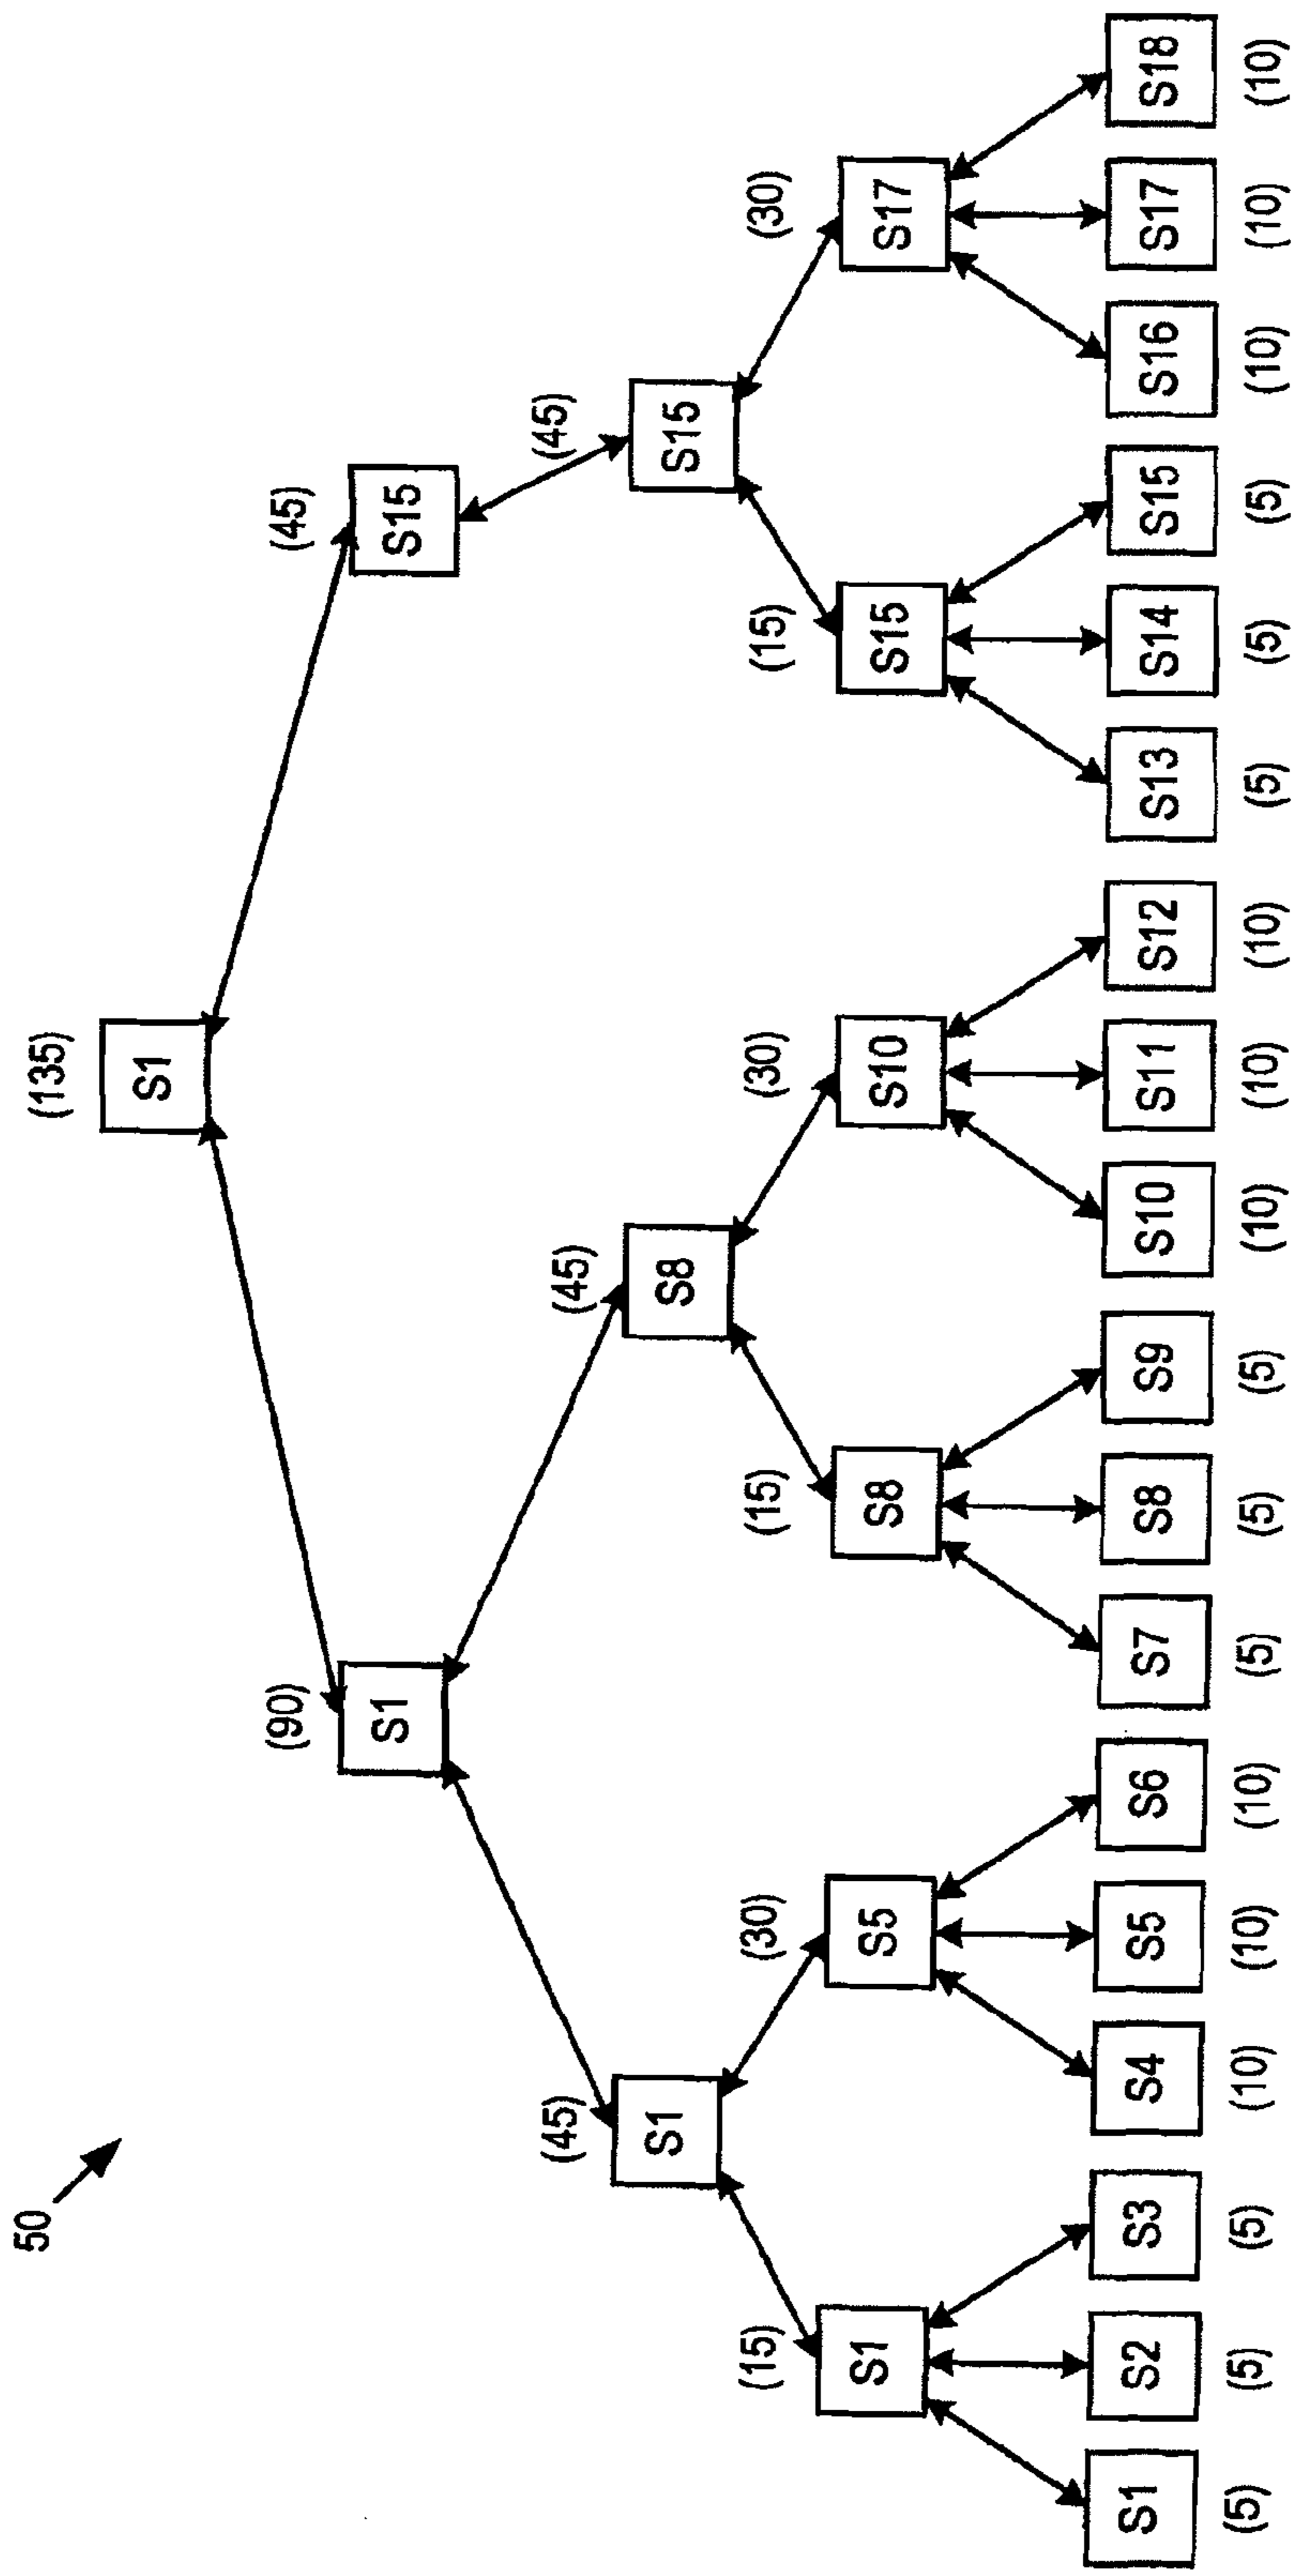 50
(135)
S1
(90) (45)
S1 S15
(45) (45) (45)
S1 S8 S15
(15) (30) (15) (30) (15) (30)
S1 S5 S8 S10 S15 S17
S1 S2 S3 S4 S5 S6 S7 S8 S9 S10 S11 S12 S13 S14 S15 S16 S17 S18
(5) (5) (5) (10) (10) (10) (5) (5) (5) (10) (10) (10) (5) (5) (5) (10) (10) (10)